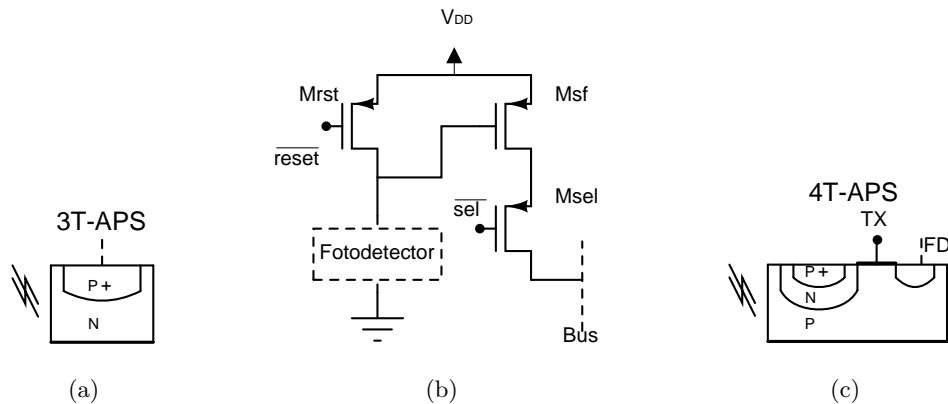 VDD
Mrst
Msf
reset
3T-APS
P+
N
Msel
sel
Fotodetector
Bus
4T-APS
TX
FD
P+
N
P
(a)
(b)
(c)